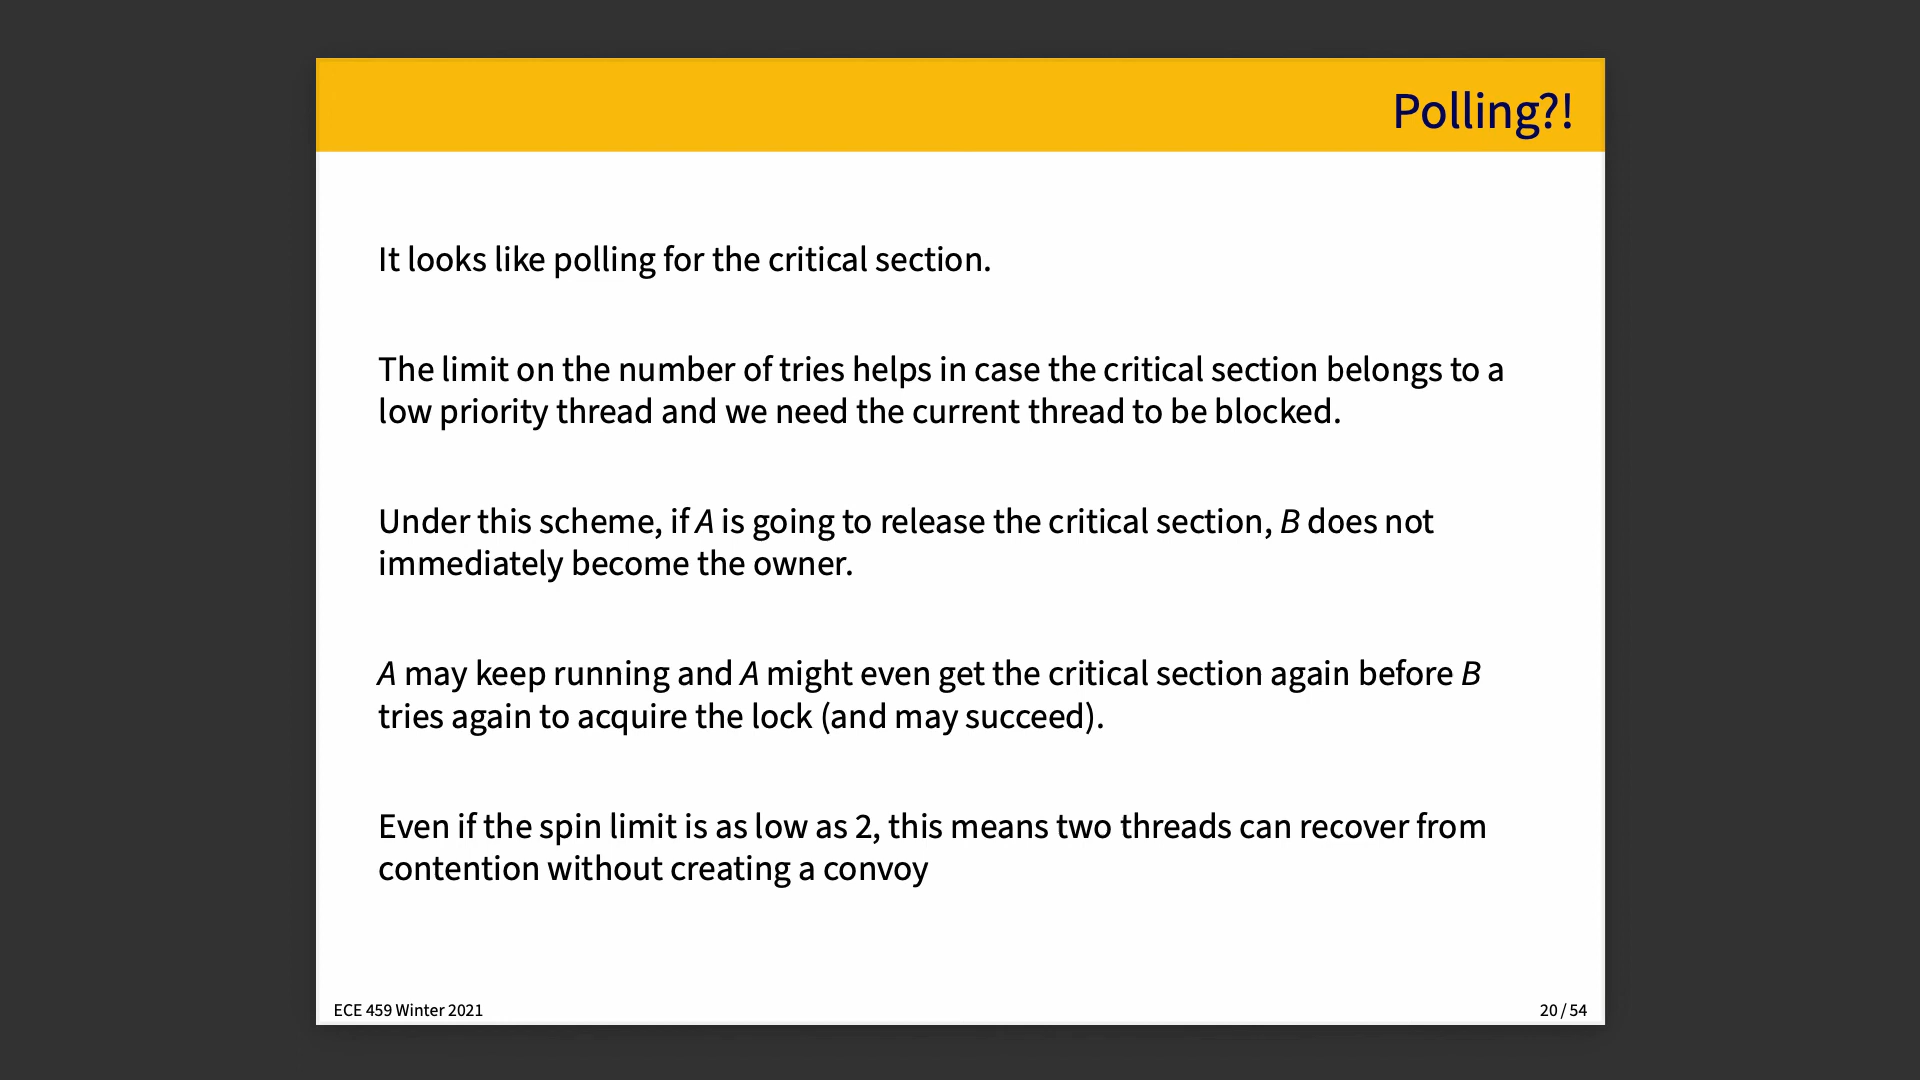 Polling?!
It looks like polling for the critical section.
The limit on the number of tries helps in case the critical section belongs to a
low priority thread and we need the current thread to be blocked.
Under this scheme, if A is going to release the critical section, B does not
immediately become the owner.
A may keep running and A might even get the critical section again before B
tries again to acquire the lock (and may succeed).
Even if the spin limit is as low as 2, this means two threads can recover from
contention without creating a convoy
ECE 459 Winter 2021
20 / 54